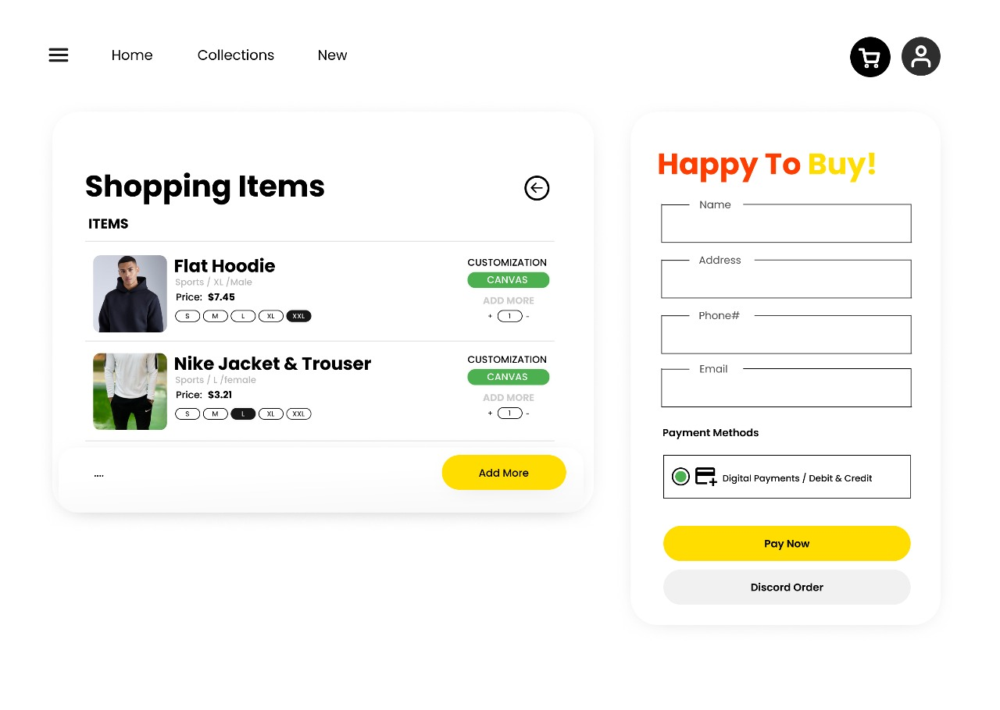 Home Collections New
Shopping Items
ITEMS
Flat Hoodie
Sports / XL /Male
Price: $7.45
S M L XL XXL
CUSTOMIZATION
CANVAS
ADD MORE
+ 1 -
Nike Jacket & Trouser
Sports / L /female
Price: $3.21
S M L XL XXL
CUSTOMIZATION
CANVAS
ADD MORE
+ 1 -
....
Add More
Happy To Buy!
Name
Address
Phone#
Email
Payment Methods
Digital Payments / Debit & Credit
Pay Now
Discord Order